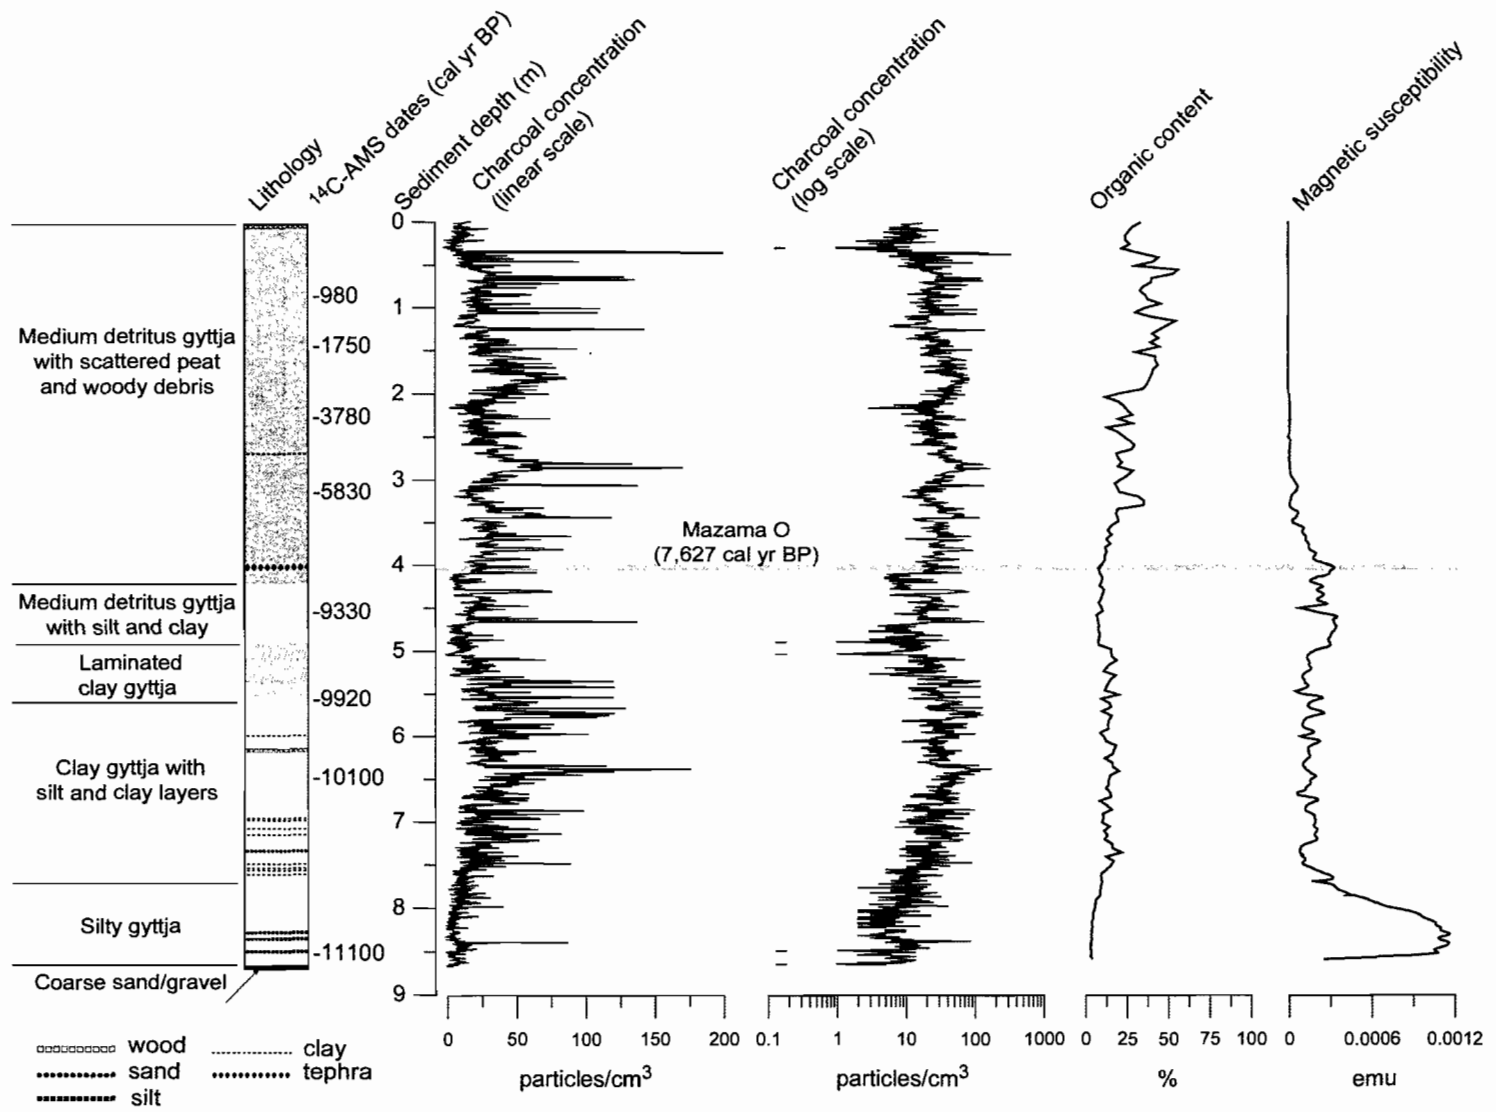 Lithology
14C-AMS dates (cal yr BP)
Sediment depth (m)
Charcoal concentration
(linear scale)
Charcoal concentration
(log scale)
Organic content
Magnetic susceptibility
Medium detritus gyttja
with scattered peat
and woody debris
Medium detritus gyttja
with silt and clay
Laminated
clay gyttja
Clay gyttja with
silt and clay layers
Silty gyttja
Coarse sand/gravel
-980
-1750
-3780
-5830
-9330
-9920
-10100
-11100
0
1
2
3
4
5
6
7
8
9
Mazama O
(7,627 cal yr BP)
0 50 100 150 200
particles/cm3
0.1 1 10 100 1000
particles/cm3
0 25 50 75 100
%
0 0.0006 0.0012
emu
wood
sand
silt
clay
tephra